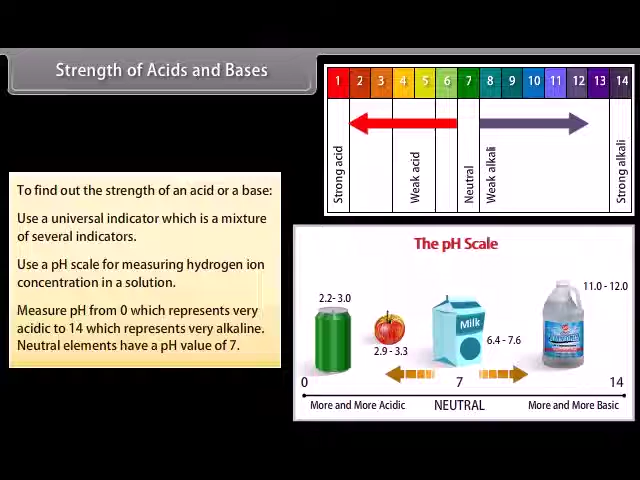 Strength of Acids and Bases
1 2 3 4 5 6 7 8 9 10 11 12 13 14
Strong acid
Weak acid
Neutral
Weak alkali
Strong alkali
To find out the strength of an acid or a base:
Use a universal indicator which is a mixture
of several indicators.
Use a pH scale for measuring hydrogen ion
concentration in a solution.
Measure pH from 0 which represents very
acidic to 14 which represents very alkaline.
Neutral elements have a pH value of 7.
The pH Scale
2.2- 3.0
2.9 - 3.3
Milk
6.4 - 7.6
11.0 - 12.0
0 7 14
More and More Acidic NEUTRAL More and More Basic